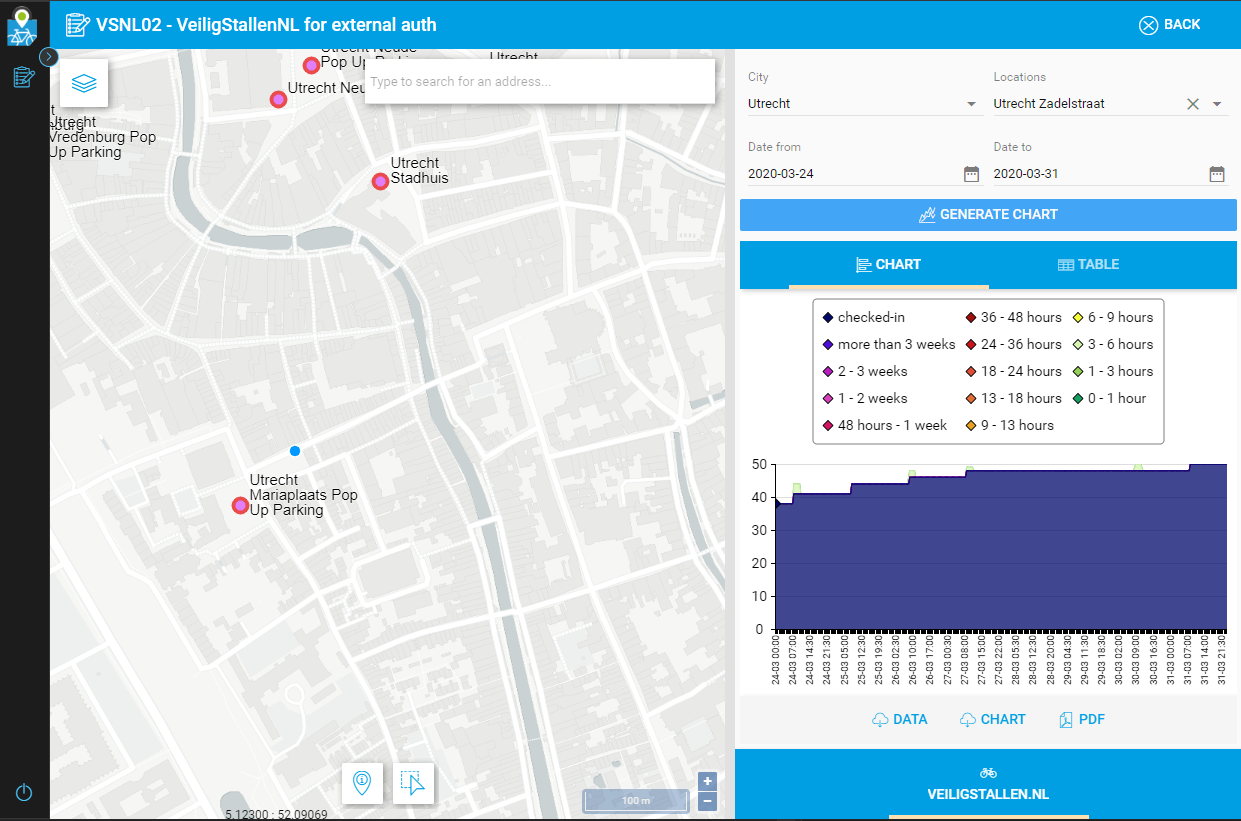 VSNL02 - VeiligStallenNL for external auth
BACK
Utrecht Neude
Pop Up Parking
Utrecht
Utrecht Neu
Type to search for an address...
Utrecht
Vredenburg Pop
Up Parking
Utrecht
Stadhuis
Utrecht
Mariaplaats Pop
Up Parking
5.12300 : 52.09069
100 m
+
−
City
Locations
Utrecht
Utrecht Zadelstraat
Date from
Date to
2020-03-24
2020-03-31
GENERATE CHART
CHART
TABLE
checked-in
more than 3 weeks
2 - 3 weeks
1 - 2 weeks
48 hours - 1 week
36 - 48 hours
24 - 36 hours
18 - 24 hours
13 - 18 hours
9 - 13 hours
6 - 9 hours
3 - 6 hours
1 - 3 hours
0 - 1 hour
50
40
30
20
10
0
24-03 00:00
24-03 07:00
24-03 14:30
24-03 21:30
25-03 05:00
25-03 12:30
25-03 19:30
26-03 02:30
26-03 10:00
26-03 17:00
27-03 00:30
27-03 08:00
27-03 15:00
27-03 22:00
28-03 05:30
28-03 12:30
28-03 20:00
29-03 04:30
29-03 11:30
29-03 18:30
30-03 02:00
30-03 09:00
30-03 16:30
31-03 00:00
31-03 07:00
31-03 14:00
31-03 21:30
DATA
CHART
PDF
VEILIGSTALLEN.NL